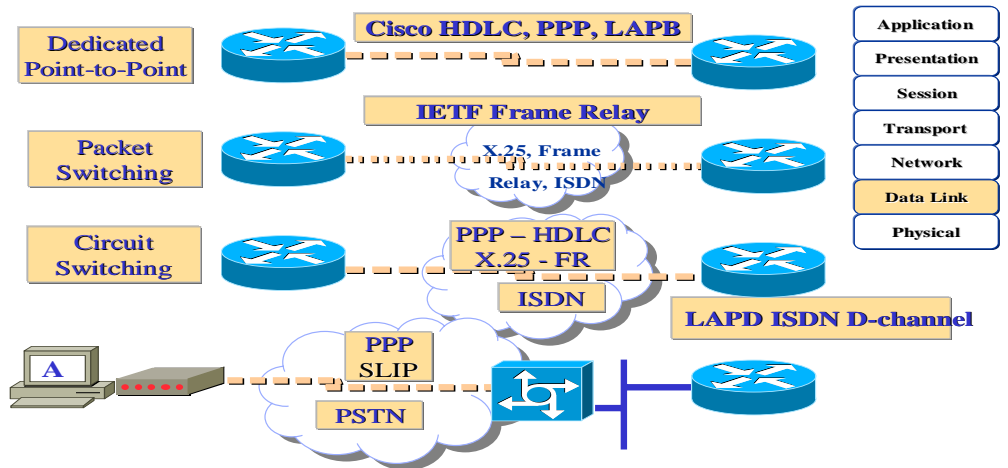 Dedicated
Point-to-Point
Cisco HDLC, PPP, LAPB
IETF Frame Relay
Packet
Switching
X.25, Frame
Relay, ISDN
Circuit
Switching
PPP – HDLC
X.25 - FR
ISDN
LAPD ISDN D-channel
A
PPP
SLIP
PSTN
Application
Presentation
Session
Transport
Network
Data Link
Physical